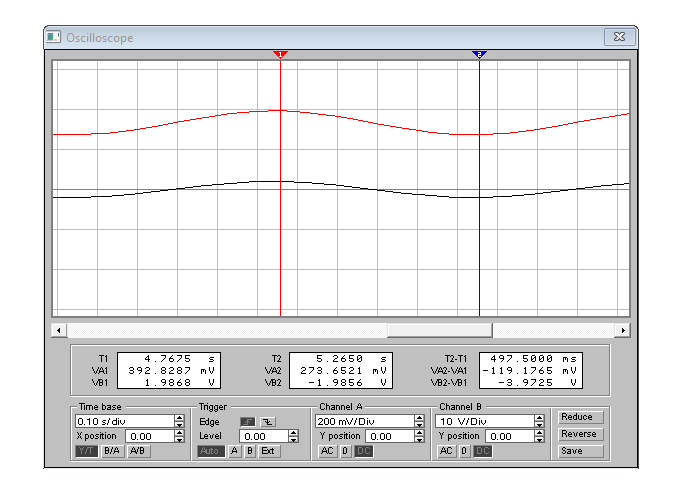 Oscilloscope
1 2
T1 4.7675 s T2 5.2650 s T2-T1 497.5000 ms
VA1 392.8287 mV VA2 273.6521 mV VA2-VA1 -119.1765 mV
VB1 1.9868 V VB2 -1.9856 V VB2-VB1 -3.9725 V
Time base Trigger Channel A Channel B
0.10 s/div Edge 200 mV/Div 10 V/Div Reduce
X position 0.00 Level 0.00 Y position 0.00 Y position 0.00 Reverse
Y/T B/A A/B Auto A B Ext AC 0 DC AC 0 DC Save